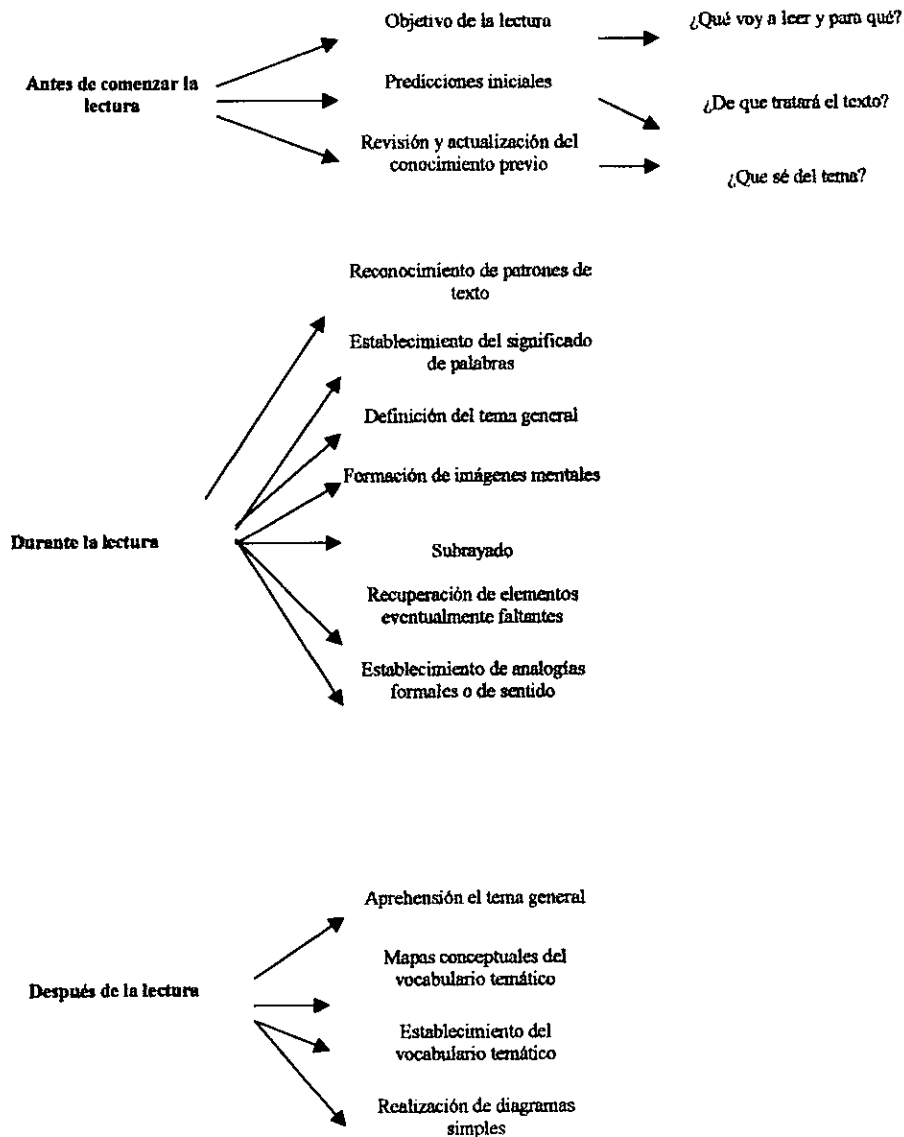 Objetivo de la lectura
¿Qué voy a leer y para qué?
Antes de comenzar la
lectura
Predicciones iniciales
¿De que tratará el texto?
Revisión y actualización del
conocimiento previo
¿Que sé del tema?
Reconocimiento de patrones de
texto
Establecimiento del significado
de palabras
Definición del tema general
Formación de imágenes mentales
Durante la lectura
Subrayado
Recuperación de elementos
eventualmente faltantes
Establecimiento de analogías
formales o de sentido
Aprehensión el tema general
Mapas conceptuales del
vocabulario temático
Después de la lectura
Establecimiento del
vocabulario temático
Realización de diagramas
simples